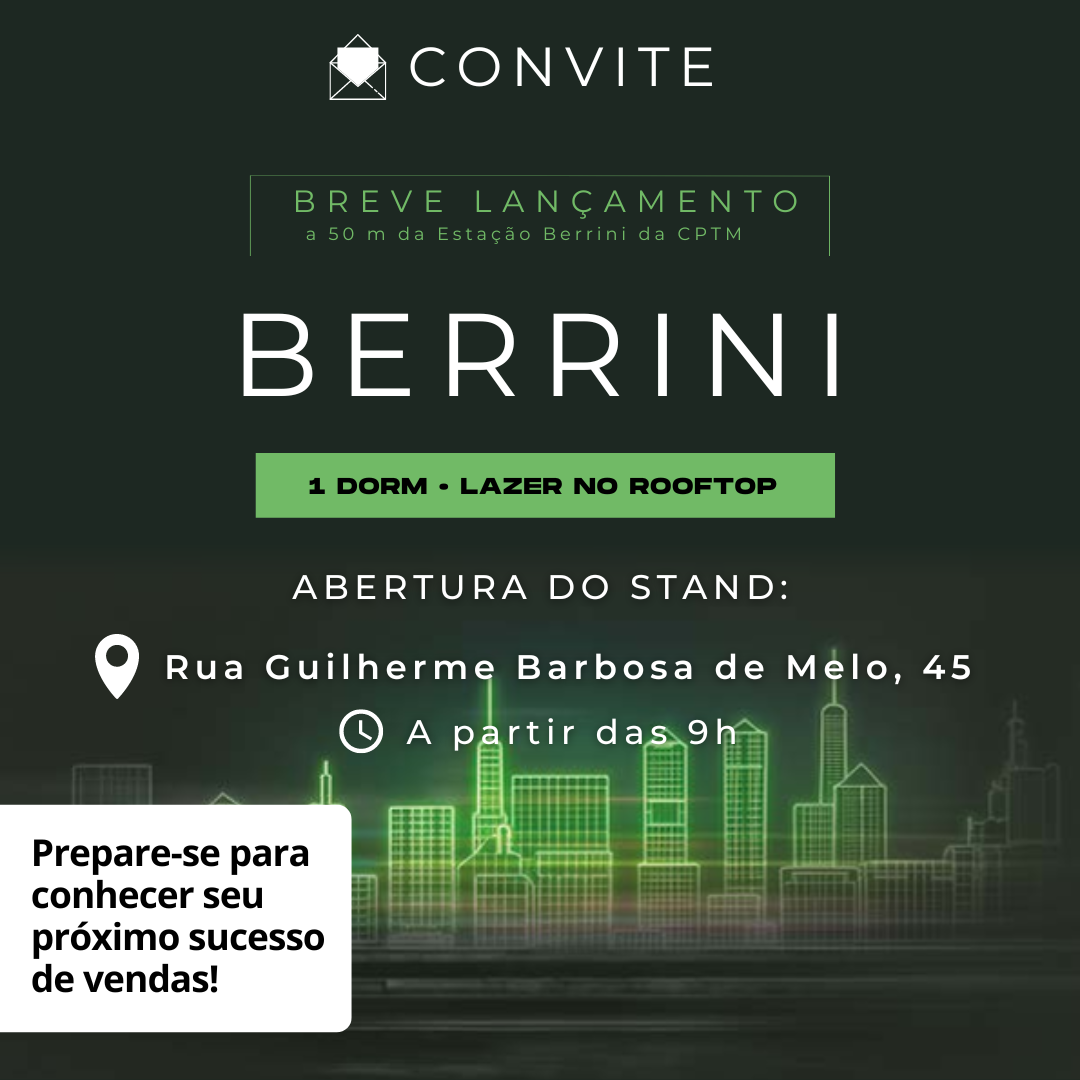 CONVITE
BREVE LANÇAMENTO
a 50 m da Estação Berrini da CPTM
BERRINI
1 DORM • LAZER NO ROOFTOP
ABERTURA DO STAND:
Rua Guilherme Barbosa de Melo, 45
A partir das 9h
Prepare-se para
conhecer seu
próximo sucesso
de vendas!